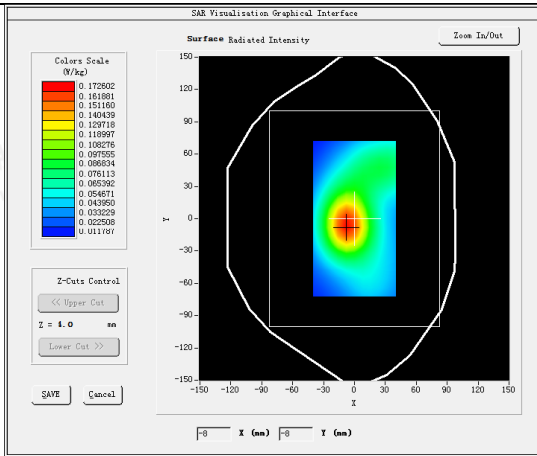 SAR Visualisation Graphical Interface
Surface Radiated Intensity
Zoom In/Out
Colors Scale
(W/kg)
0.172602
0.161881
0.151160
0.140439
0.129718
0.118997
0.108276
0.097555
0.086834
0.076113
0.065392
0.054671
0.043950
0.033229
0.022508
0.011787
150
120
90
60
30
0
-30
-60
-90
-120
-150
Y
-150 -120 -90 -60 -30 0 30 60 90 120 150
X
Z-Cuts Control
<< Upper Cut
Z = 4.0 mm
Lower Cut >>
SAVE Cancel
-8 X (mm) -8 Y (mm)